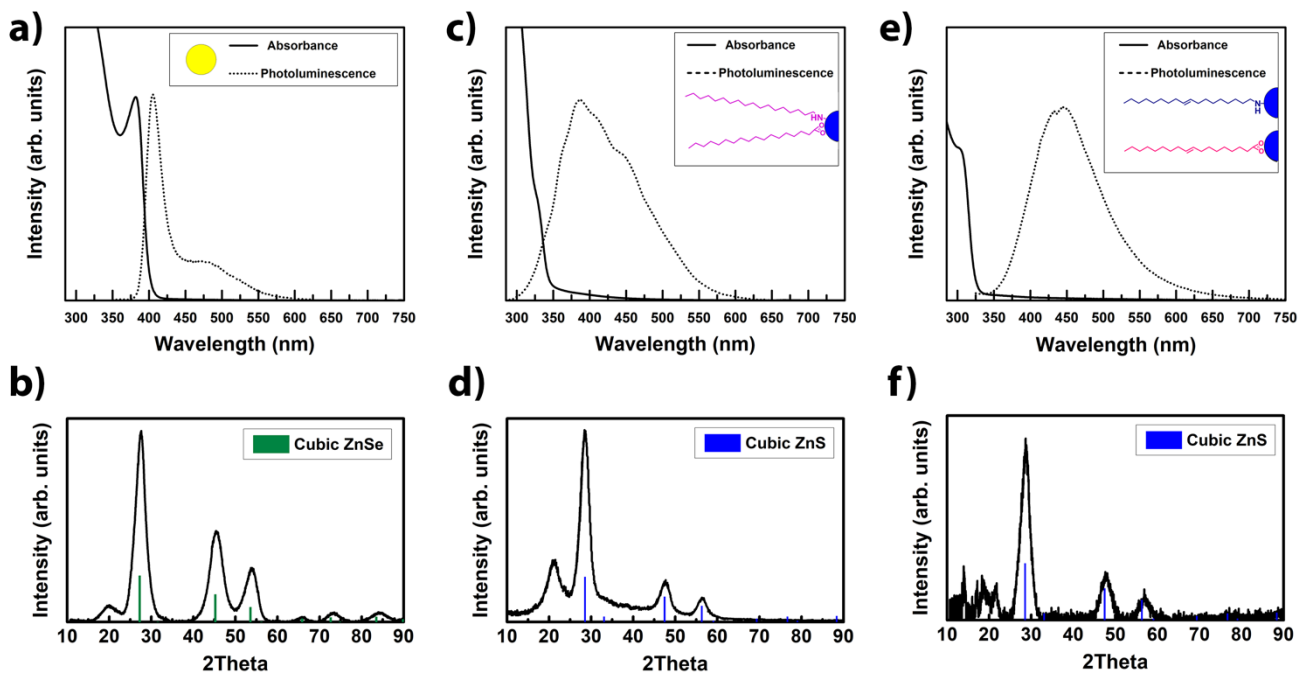 a)
Intensity (arb. units)
Absorbance
Photoluminescence
300 350 400 450 500 550 600 650 700 750
Wavelength (nm)
c)
Intensity (arb. units)
Absorbance
Photoluminescence
HN
O
O
300 350 400 450 500 550 600 650 700 750
Wavelength (nm)
e)
Intensity (arb. units)
Absorbance
Photoluminescence
N
H
O
O
300 350 400 450 500 550 600 650 700 750
Wavelength (nm)
b)
Intensity (arb. units)
Cubic ZnSe
10 20 30 40 50 60 70 80 90
2Theta
d)
Intensity (arb. units)
Cubic ZnS
10 20 30 40 50 60 70 80 90
2Theta
f)
Intensity (arb. units)
Cubic ZnS
10 20 30 40 50 60 70 80 90
2Theta